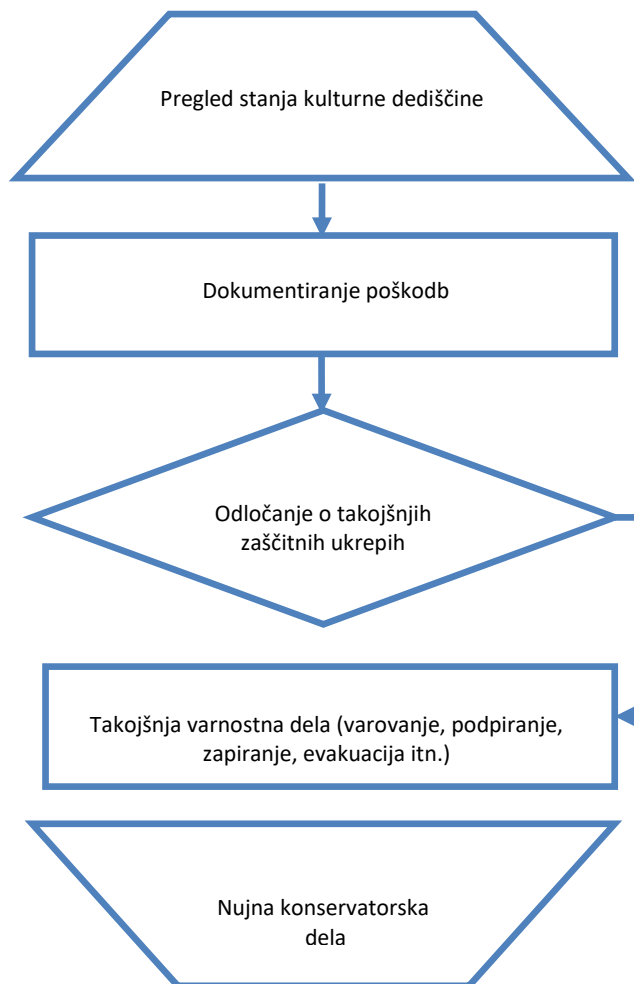 Pregled stanja kulturne dediščine
Dokumentiranje poškodb
Odločanje o takojšnjih
zaščitnih ukrepih
Takojšnja varnostna dela (varovanje, podpiranje,
zapiranje, evakuacija itn.)
Nujna konservatorska
dela